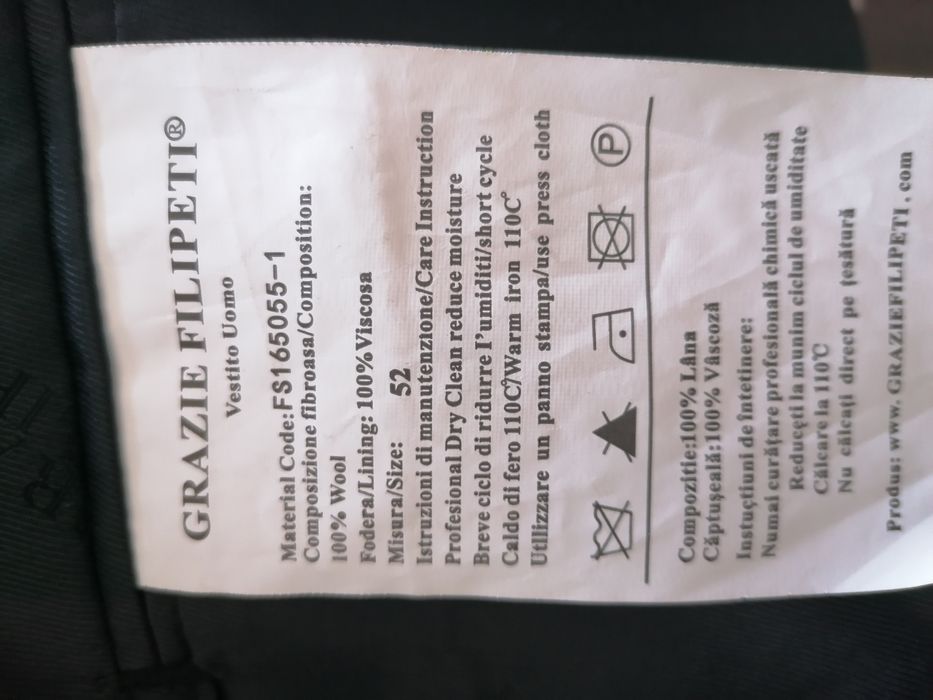 GRAZIE FILIPETI®
Vestito Uomo
Material Code:FS165055-1
Composizione fibroasa/Composition:
100% Wool
Fodera/Lining: 100%Viscosa
Misura/Size: 52
Istruzioni di manutenzione/Care Instruction
Profesional Dry Clean reduce moisture
Breve ciclo di ridurre I'umiditi/short cycle
Caldo di fero 110C°/Warm iron 110C°
Utllizzare un panno stampa/use press cloth
P
Compozitie:100% Lâna
Căptușeală:100% Vâscoză
Instucțiuni de întetinere:
Numai curățare profesională chimică uscată
Reduceți la munim ciclul de umiditate
Călcare la 110℃
Nu călcați direct pe țesătură
Produs: www.GRAZIEFILIPETI.com